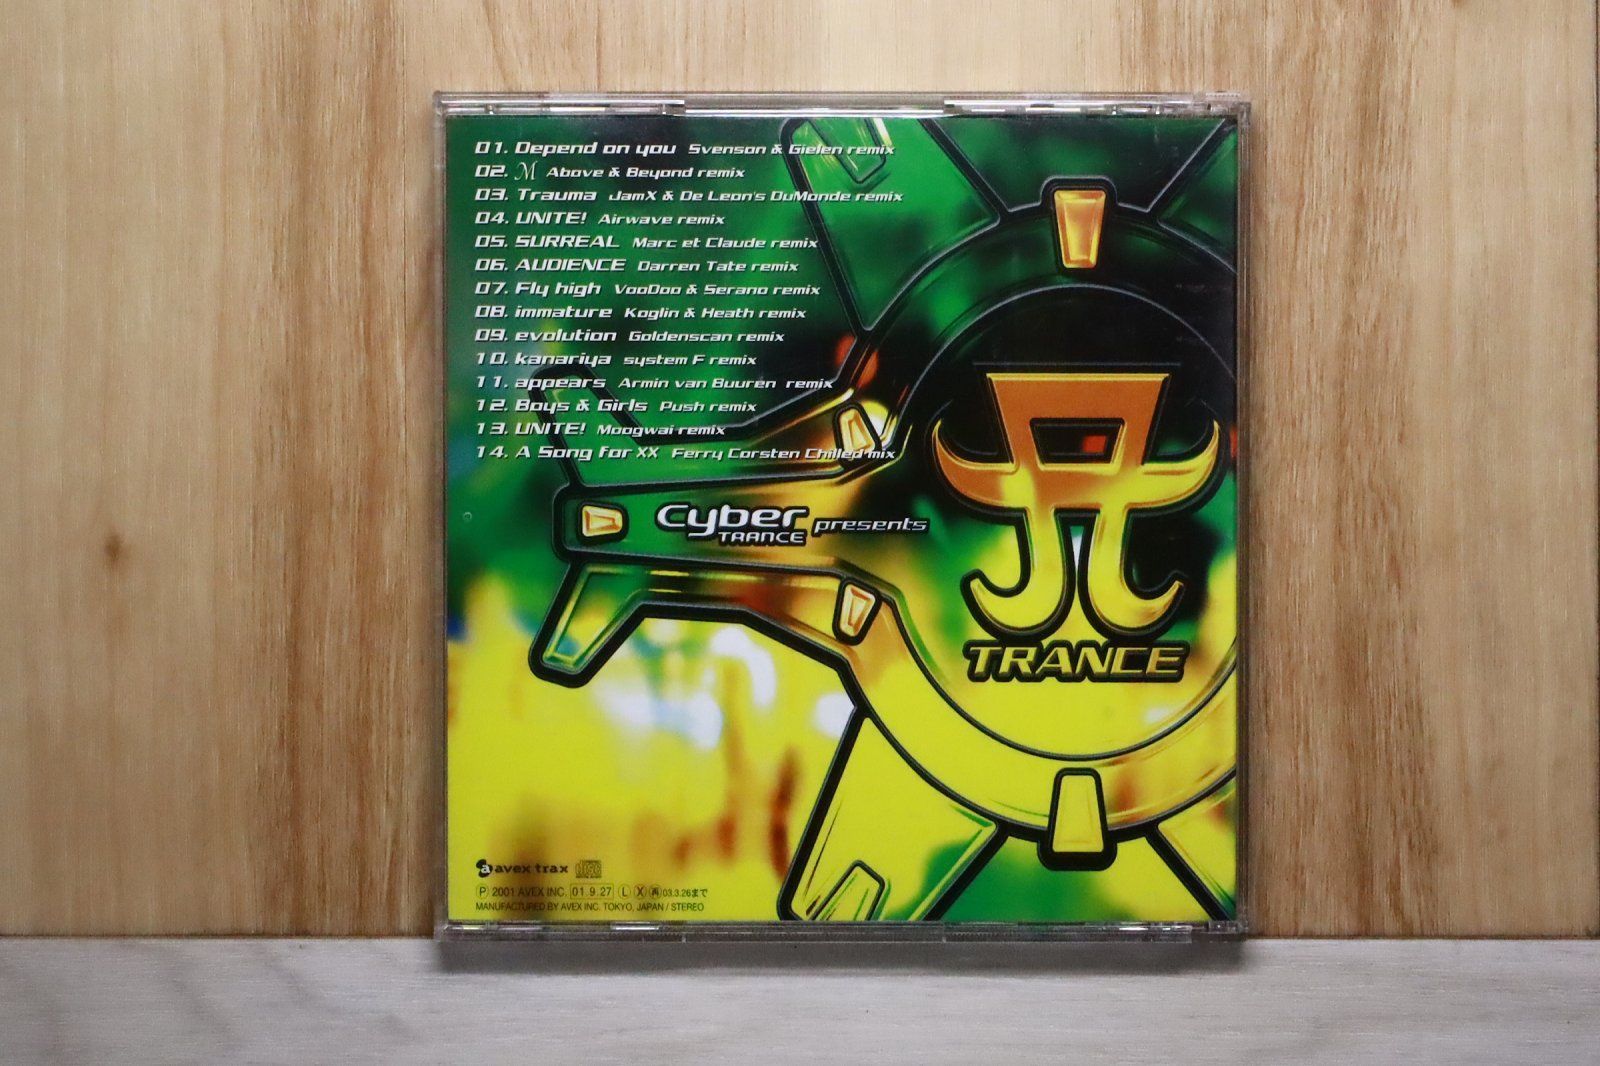 01. Depend on you Svenson & Gielen remix
02. M Above & Beyond remix
03. Trauma JamX & De Leon's DuMonde remix
04. UNITE! Airwave remix
05. SURREAL Marc et Claude remix
06. AUDIENCE Darren Tate remix
07. Fly high VooDoo & Serano remix
08. immature Koglin & Heath remix
09. evolution Goldenscan remix
10. kanariya system F remix
11. appears Armin van Buuren remix
12. Boys & Girls Push remix
13. UNITE! Moogwai remix
14. A Song for XX Ferry Corsten Chilled mix
Cyber TRANCE presents
A
TRANCE
a avex trax
Ⓟ 2001 AVEX INC. 01.9.27 Ⓛ Ⓧ 再 03.3.26まで
MANUFACTURED BY AVEX INC. TOKYO, JAPAN / STEREO